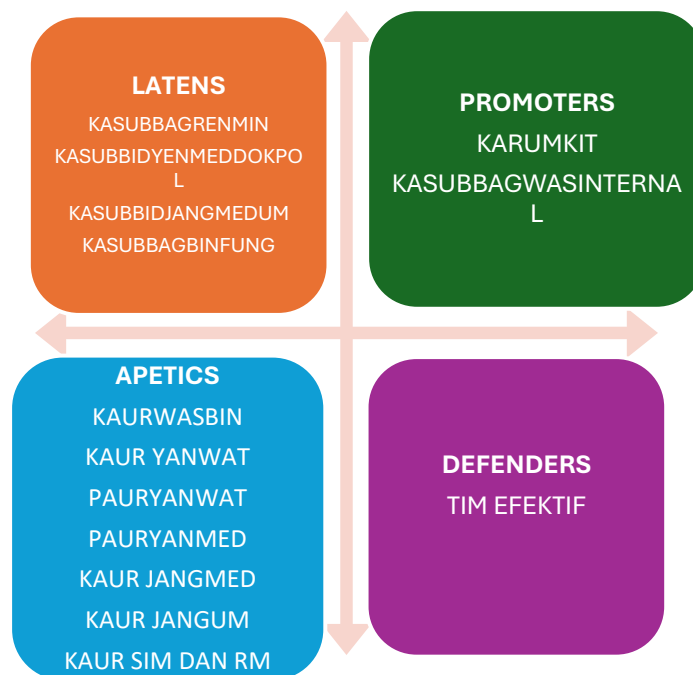 LATENS
KASUBBAGRENMIN
KASUBBIDYENMEDDOKPO
L
KASUBBIDJANGMEDUM
KASUBBAGBINFUNG
PROMOTERS
KARUMKIT
KASUBBAGWASINTERNA
L
APETICS
KAURWASBIN
KAUR YANWAT
PAURYANWAT
PAURYANMED
KAUR JANGMED
KAUR JANGUM
KAUR SIM DAN RM
DEFENDERS
TIM EFEKTIF